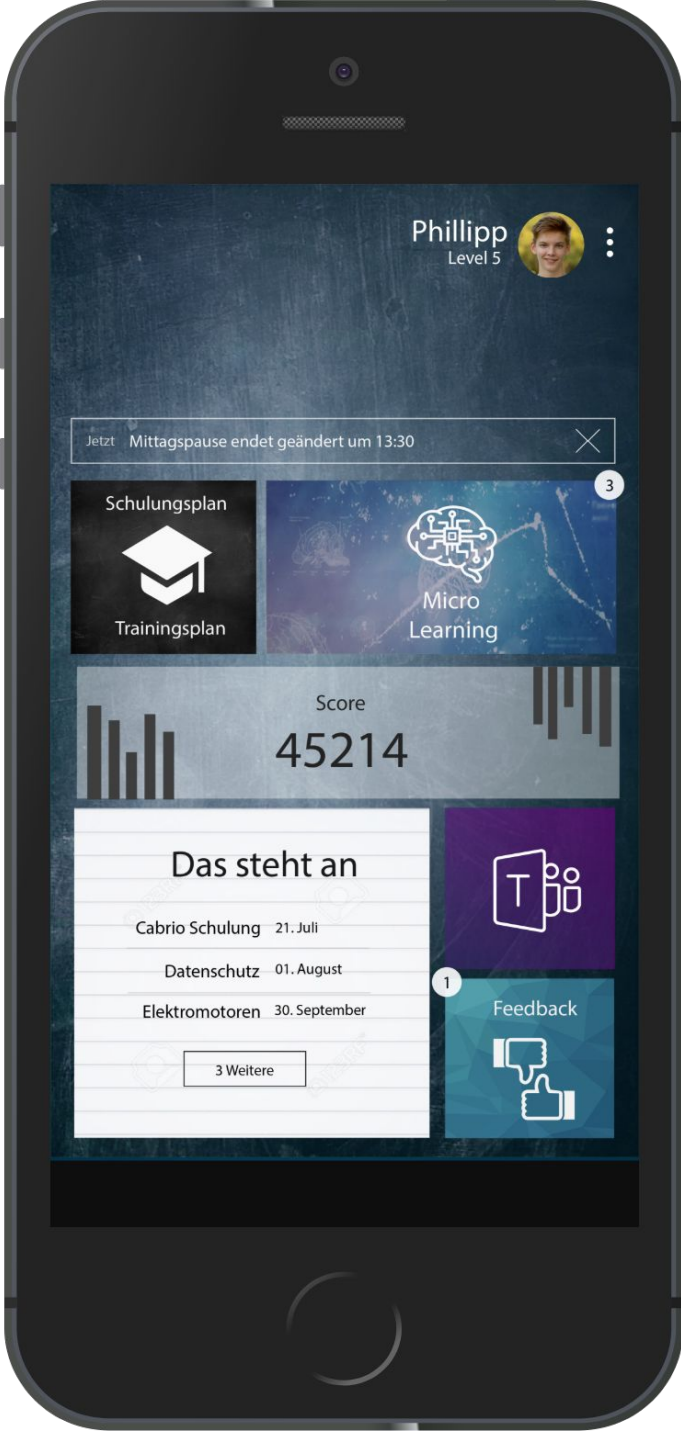 Phillipp
Level 5
Jetzt Mittagspause endet geändert um 13:30
3
Schulungsplan
Trainingsplan
Micro
Learning
Score
45214
Das steht an
Cabrio Schulung 21. Juli
Datenschutz 01. August
Elektromotoren 30. September
3 Weitere
T
1
Feedback